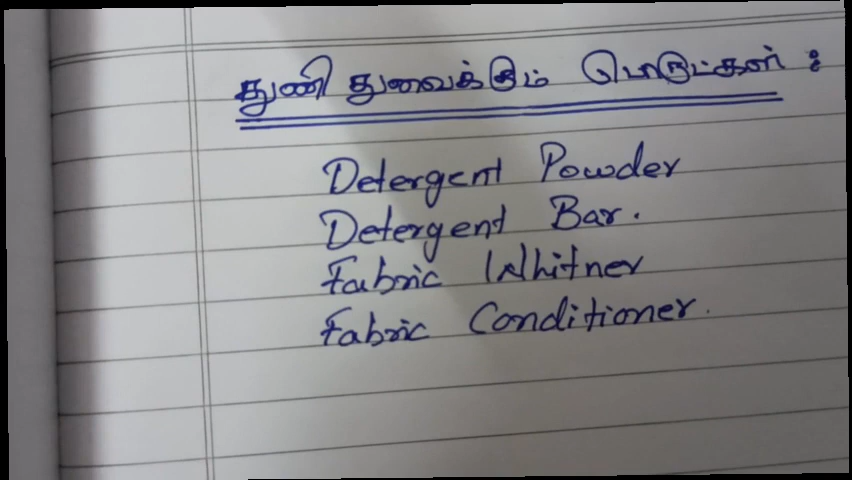 துணி துவைக்கும் பொருட்கள் :
Detergent Powder
Detergent Bar.
Fabric Whitner
Fabric Conditioner.